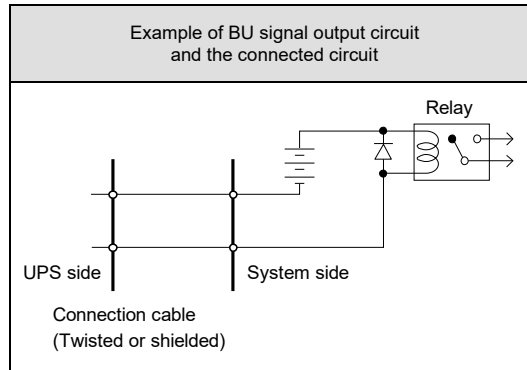 Example of BU signal output circuit
and the connected circuit
Relay
UPS side
System side
Connection cable
(Twisted or shielded)